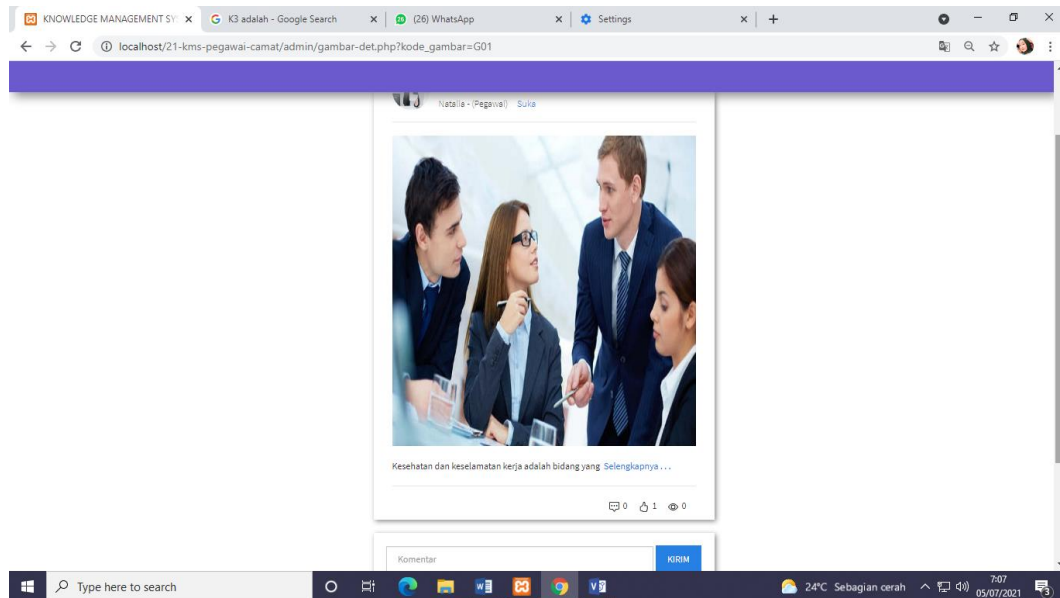 KNOWLEDGE MANAGEMENT SY
K3 adalah - Google Search
(26) WhatsApp
Settings
localhost/21-kms-pegawai-camat/admin/gambar-det.php?kode_gambar=G01
Natalia - (Pegawai) Suka
Kesehatan dan keselamatan kerja adalah bidang yang Selengkapnya . . .
0 1 0
Komentar
KIRIM
Type here to search
24°C Sebagian cerah
7:07
05/07/2021